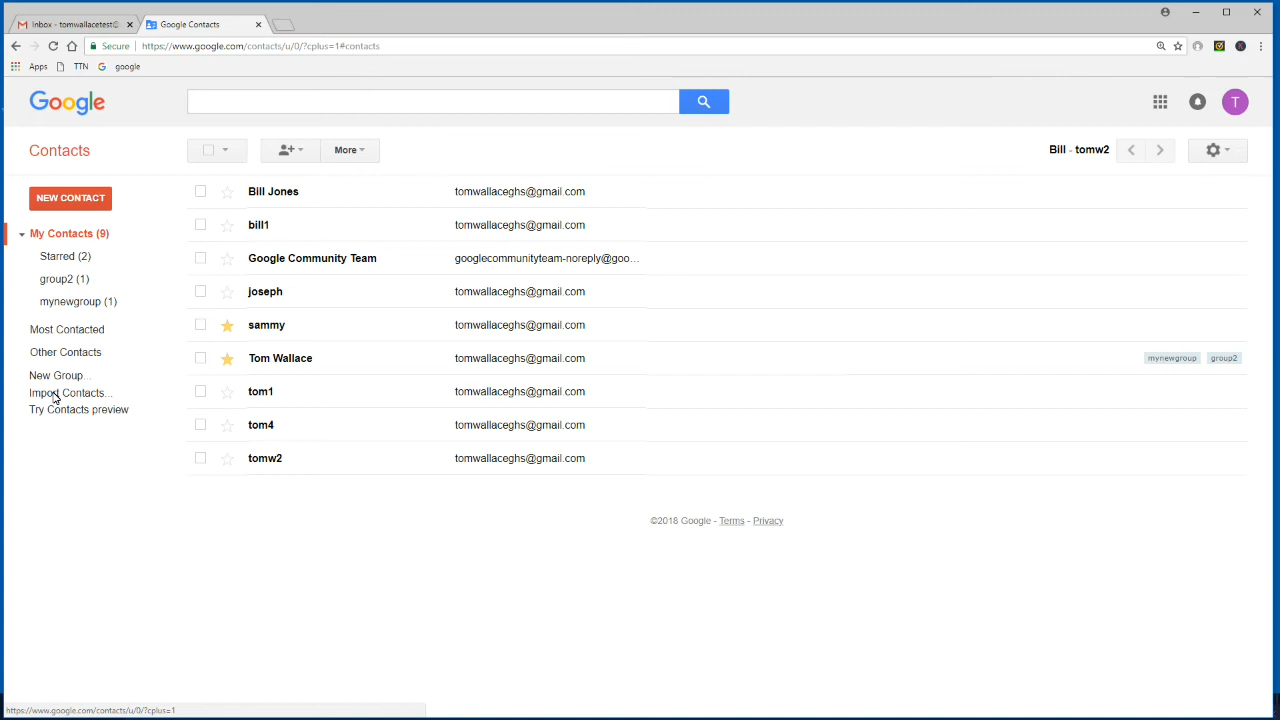 Inbox - tomwallacetest@
Google Contacts
Secure
https://www.google.com/contacts/u/0/?cplus=1#contacts
Apps
TTN
google
Google
T
Contacts
More
Bill - tomw2
NEW CONTACT
Bill Jones tomwallaceghs@gmail.com
bill1 tomwallaceghs@gmail.com
My Contacts (9)
Starred (2)
Google Community Team googlecommunityteam-noreply@goo...
group2 (1)
mynewgroup (1)
joseph tomwallaceghs@gmail.com
sammy tomwallaceghs@gmail.com
Most Contacted
Other Contacts
Tom Wallace tomwallaceghs@gmail.com mynewgroup group2
New Group...
Import Contacts...
tom1 tomwallaceghs@gmail.com
Try Contacts preview
tom4 tomwallaceghs@gmail.com
tomw2 tomwallaceghs@gmail.com
©2018 Google - Terms - Privacy
https://www.google.com/contacts/u/0/?cplus=1